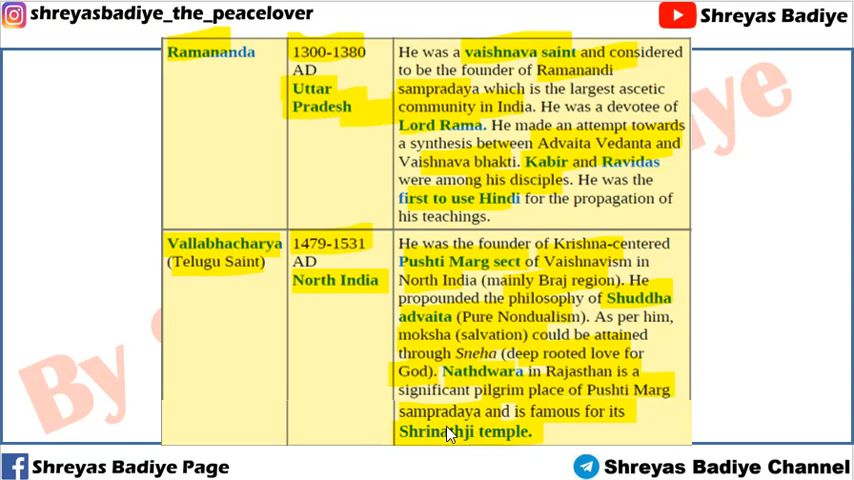 shreyasbadiye_the_peacelover
Shreyas Badiye
Ramananda
1300-1380
AD
Uttar
Pradesh
He was a vaishnava saint and considered
to be the founder of Ramanandi
sampradaya which is the largest ascetic
community in India. He was a devotee of
Lord Rama. He made an attempt towards
a synthesis between Advaita Vedanta and
Vaishnava bhakti. Kabir and Ravidas
were among his disciples. He was the
first to use Hindi for the propagation of
his teachings.
Vallabhacharya
(Telugu Saint)
1479-1531
AD
North India
He was the founder of Krishna-centered
Pushti Marg sect of Vaishnavism in
North India (mainly Braj region). He
propounded the philosophy of Shuddha
advaita (Pure Nondualism). As per him,
moksha (salvation) could be attained
through Sneha (deep rooted love for
God). Nathdwara in Rajasthan is a
significant pilgrim place of Pushti Marg
sampradaya and is famous for its
Shrinathji temple.
By
ye
Shreyas Badiye Page
Shreyas Badiye Channel